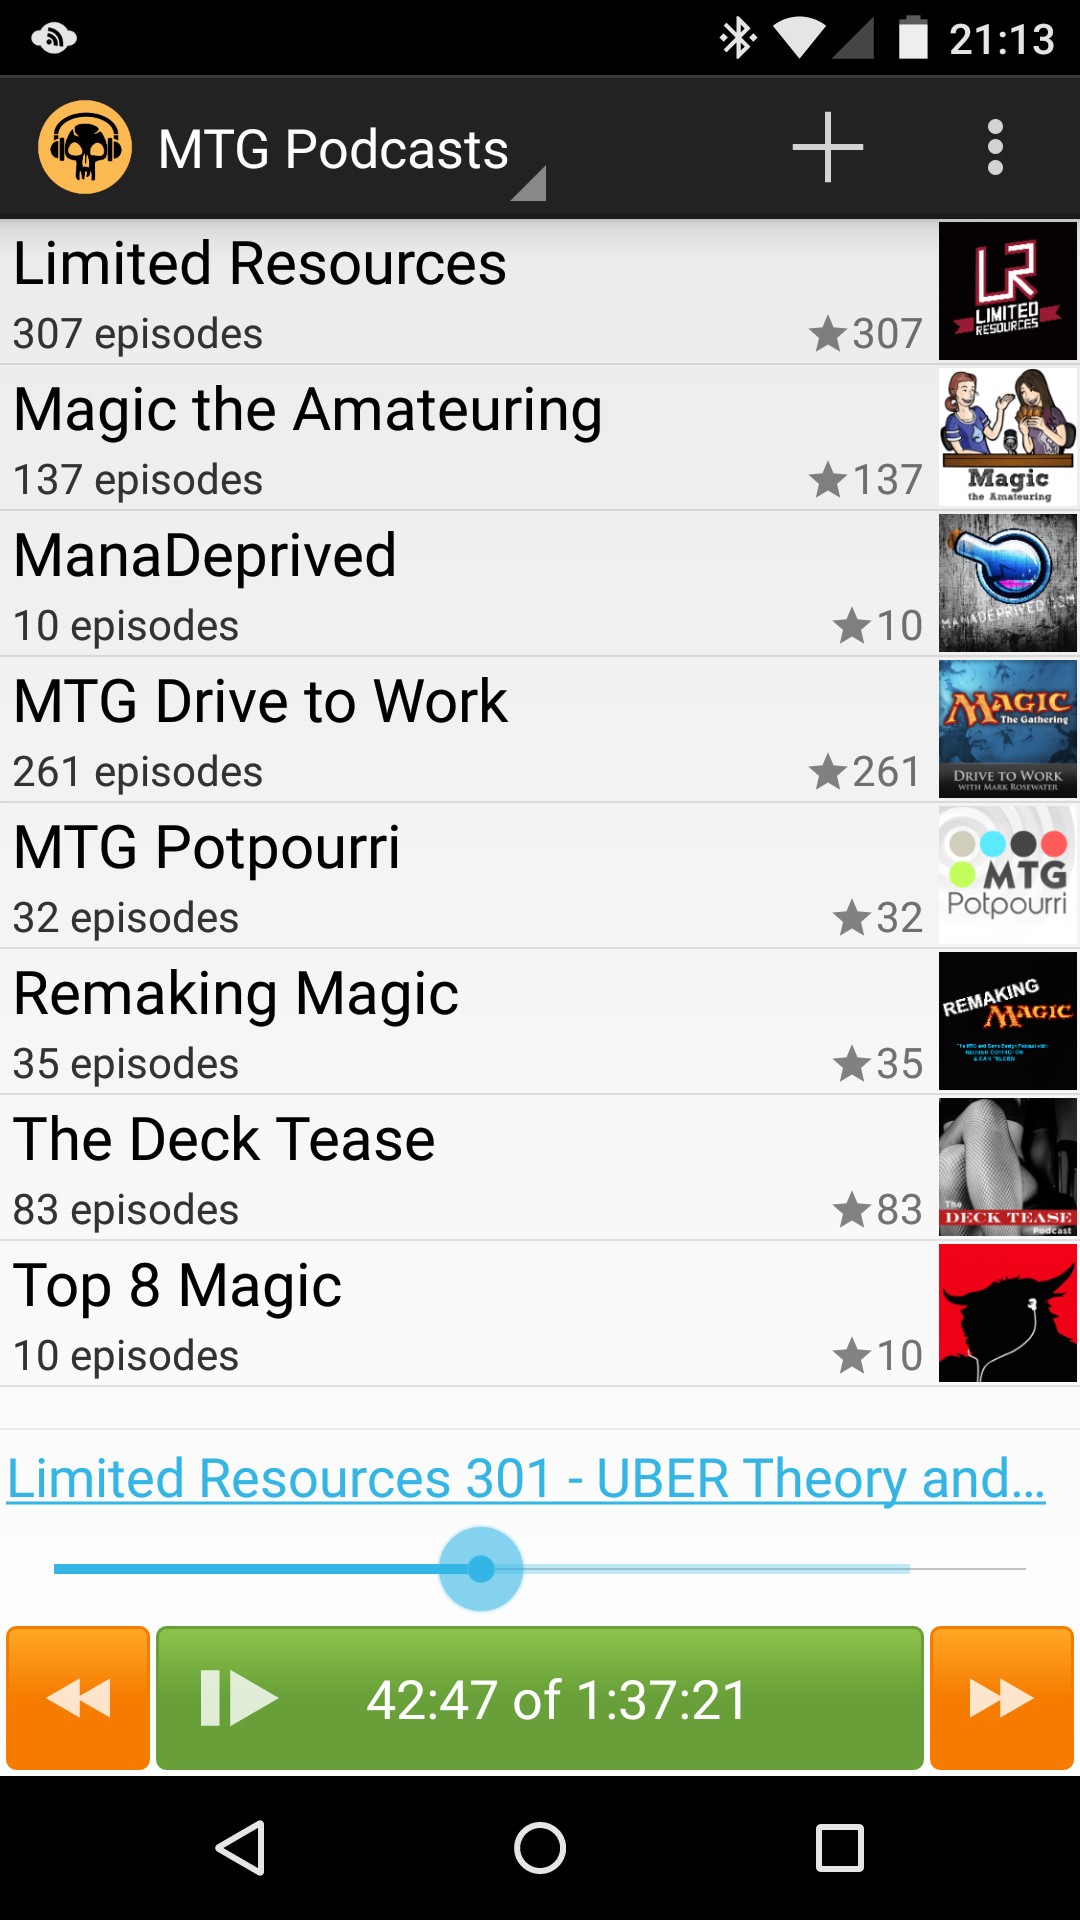 21:13
MTG Podcasts
Limited Resources
307 episodes
307
LR
LIMITED
RESOURCES
Magic the Amateuring
137 episodes
137
Magic
the Amateuring
ManaDeprived
10 episodes
10
MANADEPRIVED.COM
MTG Drive to Work
261 episodes
261
MAGIC
The Gathering
DRIVE TO WORK
WITH MARK ROSEWATER
MTG Potpourri
32 episodes
32
MTG
Potpourri
Remaking Magic
35 episodes
35
REMAKING
MAGIC
The Deck Tease
83 episodes
83
The
DECK TEASE
Podcast
Top 8 Magic
10 episodes
10
Limited Resources 301 - UBER Theory and...
42:47 of 1:37:21